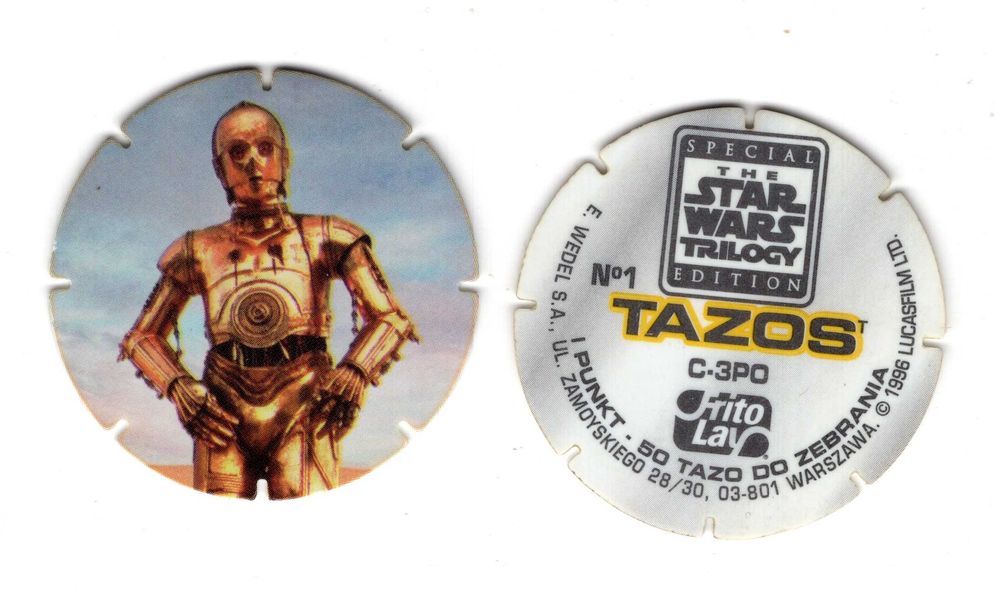 SPECIAL
THE
STAR
WARS
TRILOGY
EDITION
Nº1
TAZOS
C-3PO
Frito
Lay
1 PUNKT - 50 TAZO DO ZEBRANIA
E. WEDEL S.A., UL. ZAMOYSKIEGO 28/30, 03-801 WARSZAWA. © 1996 LUCASFILM LTD.